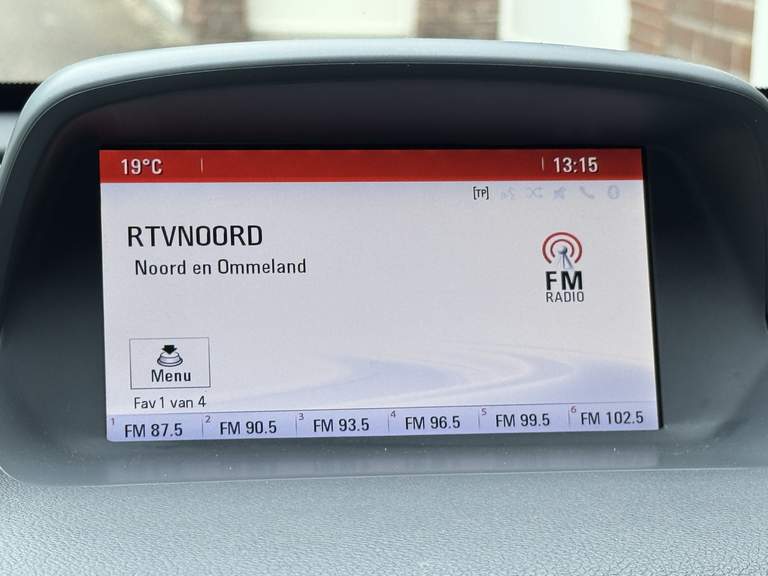 19°C 13:15
[TP]
RTVNOORD
Noord en Ommeland
FM
RADIO
Menu
Fav 1 van 4
1 FM 87.5 2 FM 90.5 3 FM 93.5 4 FM 96.5 5 FM 99.5 6 FM 102.5